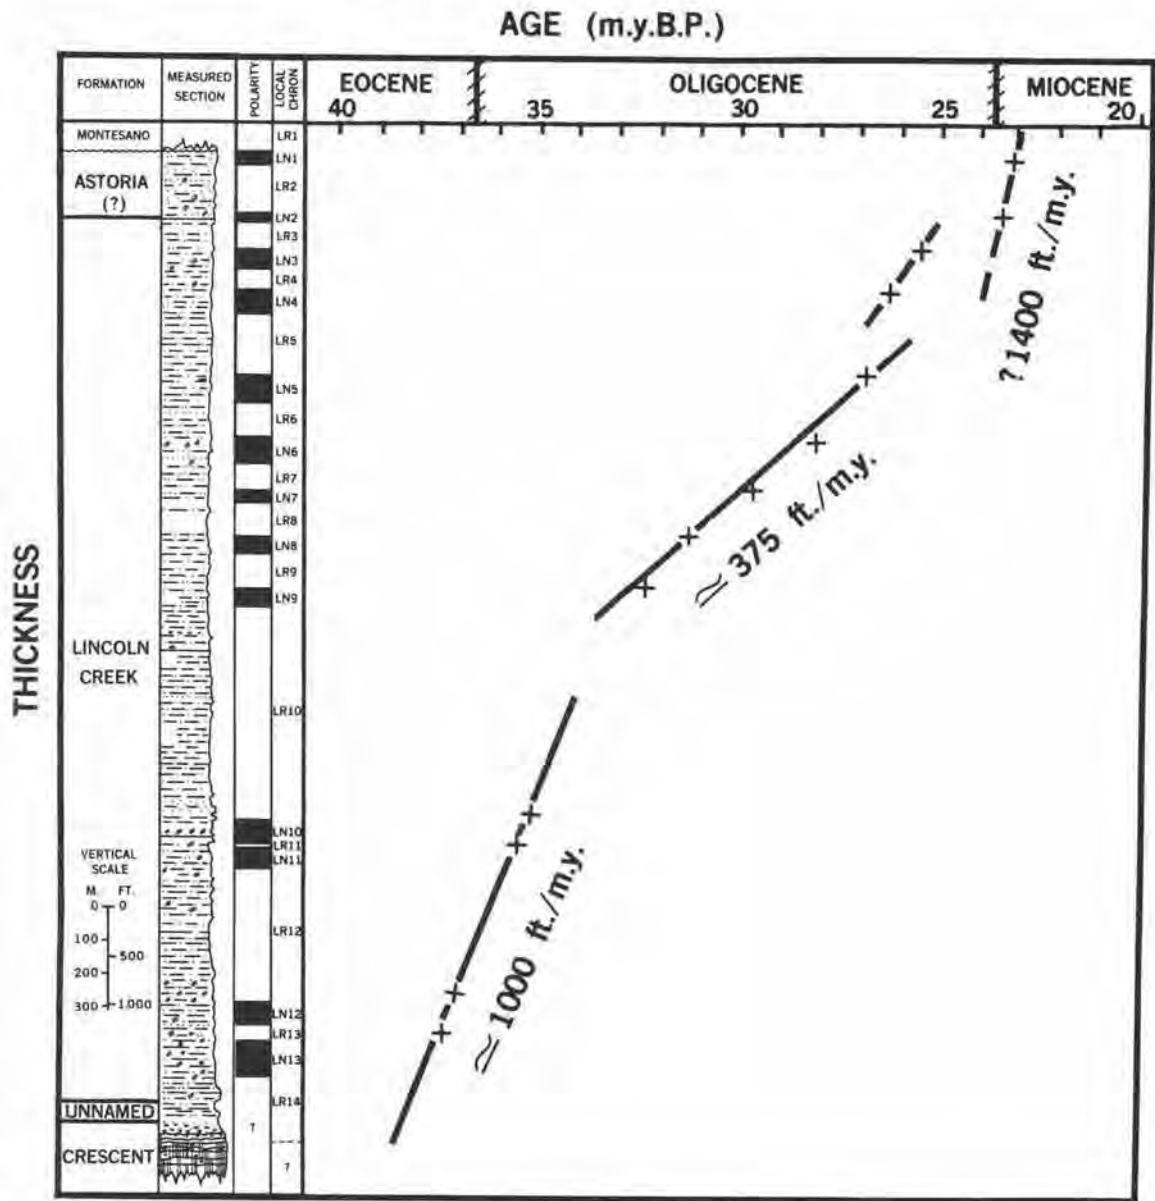 AGE (m.y.B.P.)
FORMATION
MEASURED
SECTION
POLARITY
LOCAL
CHRON
EOCENE
OLIGOCENE
MIOCENE
40
35
30
25
20
MONTESANO
ASTORIA
(?)
LINCOLN
CREEK
VERTICAL
SCALE
M. FT.
0 0
100
500
200
300 1000
UNNAMED
CRESCENT
?
LR1
LN1
LR2
LN2
LR3
LN3
LR4
LN4
LR5
LN5
LR6
LN6
LR7
LN7
LR8
LN8
LR9
LN9
LR10
LN10
LR11
LN11
LR12
LN12
LR13
LN13
LR14
?
?1400 ft./m.y.
≃ 375 ft./m.y.
≃ 1000 ft./m.y.
THICKNESS